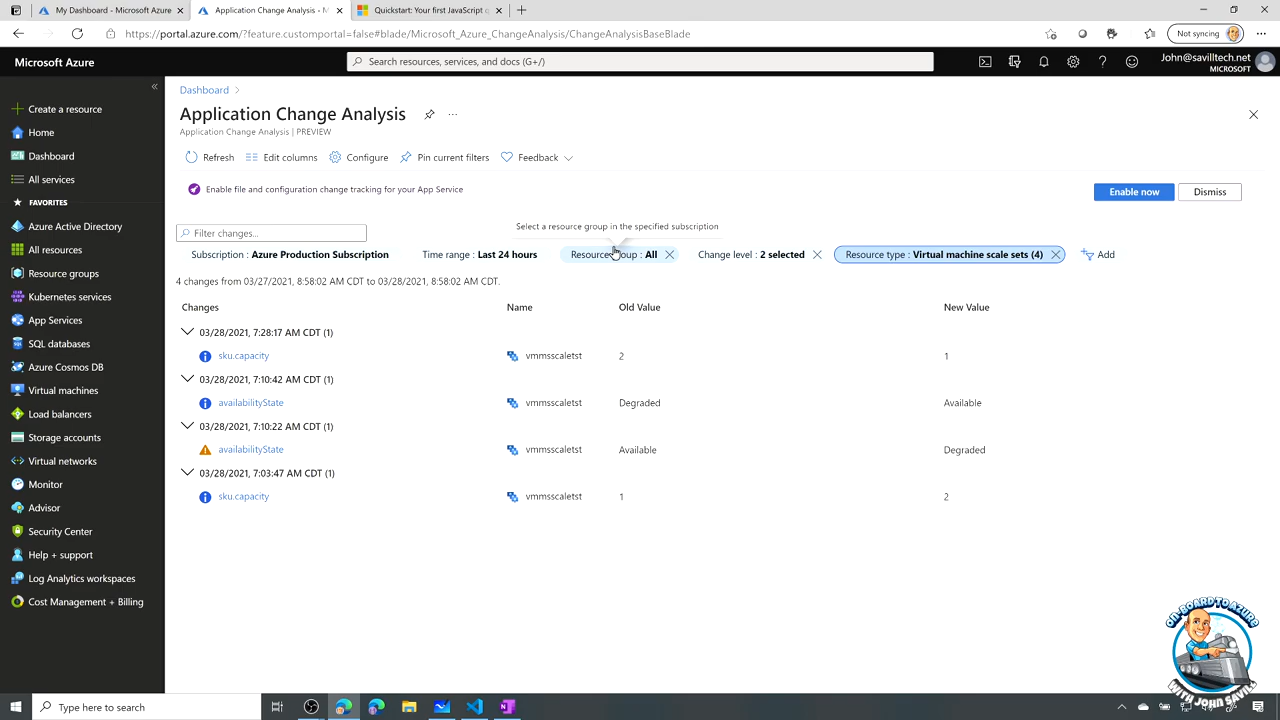 My Dashboard - Microsoft Azure
Application Change Analysis - M
Quickstart: Your first JavaScript q
https://portal.azure.com/?feature.customportal=false#blade/Microsoft_Azure_ChangeAnalysis/ChangeAnalysisBaseBlade
Not syncing
Microsoft Azure
Search resources, services, and docs (G+/)
John@savilltech.net
MICROSOFT
Create a resource
Home
Dashboard
All services
FAVORITES
Azure Active Directory
All resources
Resource groups
Kubernetes services
App Services
SQL databases
Azure Cosmos DB
Virtual machines
Load balancers
Storage accounts
Virtual networks
Monitor
Advisor
Security Center
Help + support
Log Analytics workspaces
Cost Management + Billing
Dashboard
Application Change Analysis
Application Change Analysis | PREVIEW
Refresh Edit columns Configure Pin current filters Feedback
Enable file and configuration change tracking for your App Service
Enable now Dismiss
Select a resource group in the specified subscription
Filter changes...
Subscription : Azure Production Subscription Time range : Last 24 hours Resource group : All Change level : 2 selected Resource type : Virtual machine scale sets (4) Add
4 changes from 03/27/2021, 8:58:02 AM CDT to 03/28/2021, 8:58:02 AM CDT.
Changes Name Old Value New Value
03/28/2021, 7:28:17 AM CDT (1)
sku.capacity vmmsscaletst 2 1
03/28/2021, 7:10:42 AM CDT (1)
availabilityState vmmsscaletst Degraded Available
03/28/2021, 7:10:22 AM CDT (1)
availabilityState vmmsscaletst Available Degraded
03/28/2021, 7:03:47 AM CDT (1)
sku.capacity vmmsscaletst 1 2
ON-BOARD TO AZURE
WITH JOHN SAVILL
Type here to search